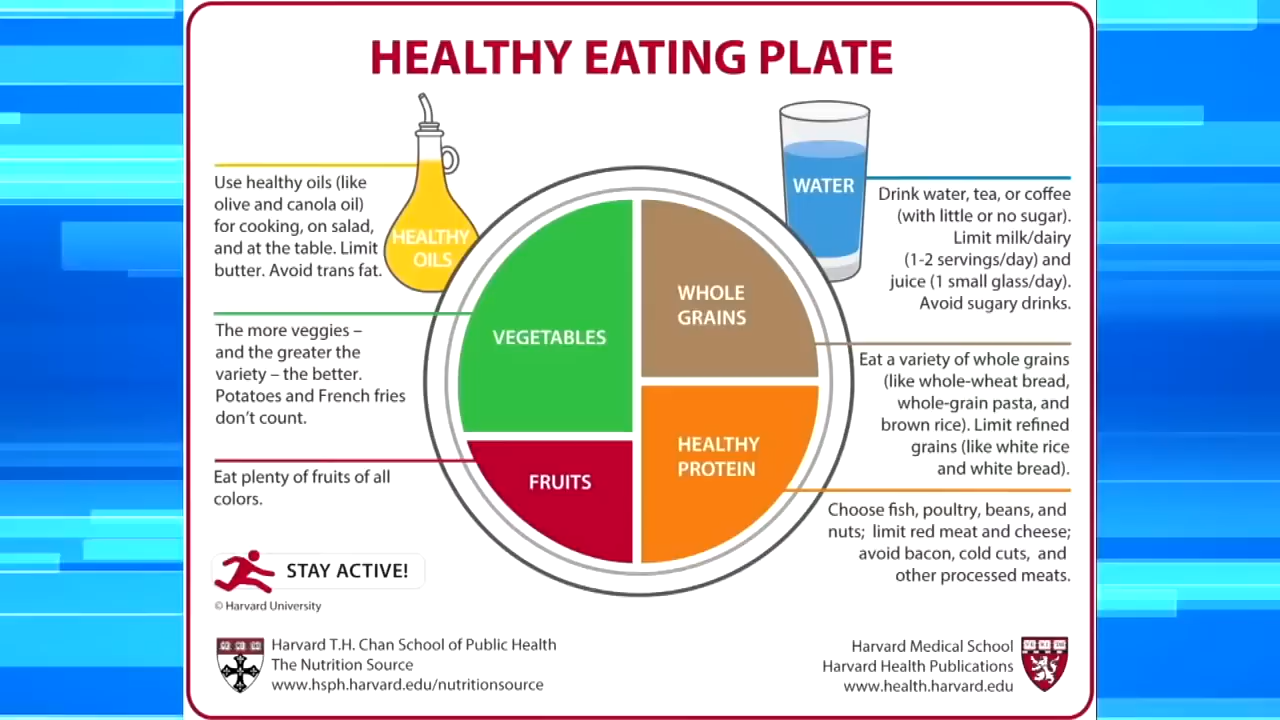 HEALTHY EATING PLATE
Use healthy oils (like
olive and canola oil)
for cooking, on salad,
and at the table. Limit
butter. Avoid trans fat.
HEALTHY
OILS
WATER
Drink water, tea, or coffee
(with little or no sugar).
Limit milk/dairy
(1-2 servings/day) and
juice (1 small glass/day).
Avoid sugary drinks.
The more veggies –
and the greater the
variety – the better.
Potatoes and French fries
don’t count.
VEGETABLES
WHOLE
GRAINS
Eat a variety of whole grains
(like whole-wheat bread,
whole-grain pasta, and
brown rice). Limit refined
grains (like white rice
and white bread).
Eat plenty of fruits of all
colors.
FRUITS
HEALTHY
PROTEIN
Choose fish, poultry, beans, and
nuts; limit red meat and cheese;
avoid bacon, cold cuts, and
other processed meats.
STAY ACTIVE!
© Harvard University
Harvard T.H. Chan School of Public Health
The Nutrition Source
www.hsph.harvard.edu/nutritionsource
Harvard Medical School
Harvard Health Publications
www.health.harvard.edu